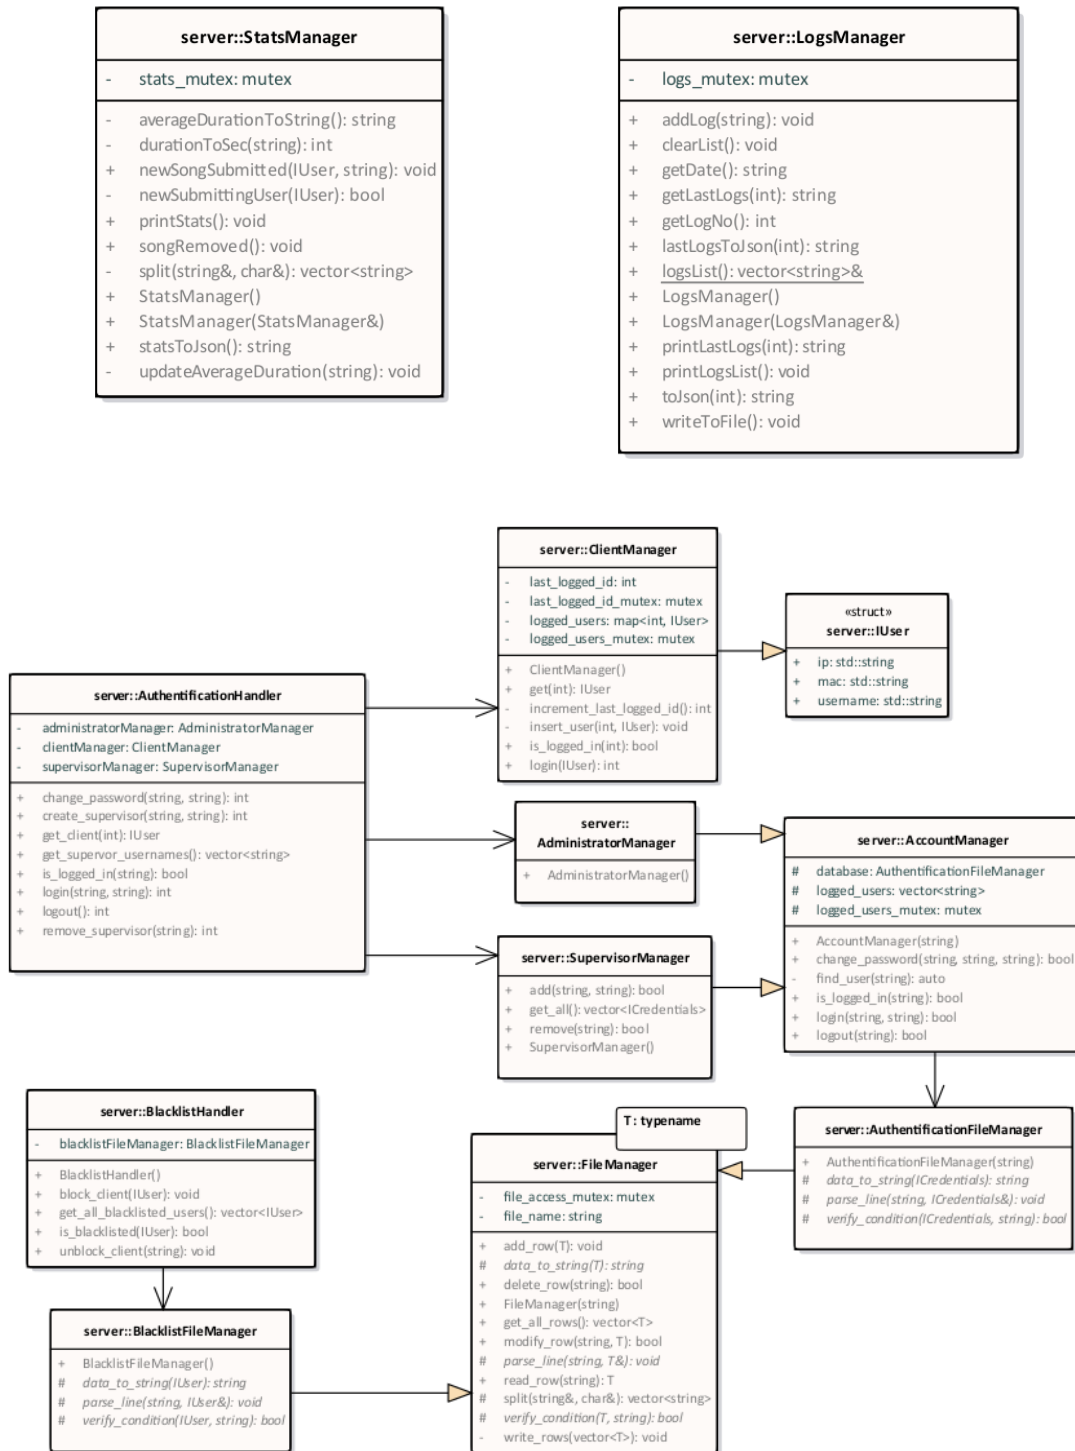 server::StatsManager
- stats_mutex: mutex
- averageDurationToString(): string
- durationToSec(string): int
+ newSongSubmitted(IUser, string): void
- newSubmittingUser(IUser): bool
+ printStats(): void
+ songRemoved(): void
- split(string&, char&): vector<string>
+ StatsManager()
+ StatsManager(StatsManager&)
+ statsToJson(): string
- updateAverageDuration(string): void
server::LogsManager
- logs_mutex: mutex
+ addLog(string): void
+ clearList(): void
+ getDate(): string
+ getLastLogs(int): string
+ getLogNo(): int
+ lastLogsToJson(int): string
+ logsList(): vector<string>&
+ LogsManager()
+ LogsManager(LogsManager&)
+ printLastLogs(int): string
+ printLogsList(): void
+ toJson(int): string
+ writeToFile(): void
server::ClientManager
- last_logged_id: int
- last_logged_id_mutex: mutex
- logged_users: map<int, IUser>
- logged_users_mutex: mutex
+ ClientManager()
+ get(int): IUser
- increment_last_logged_id(): int
- insert_user(int, IUser): void
+ is_logged_in(int): bool
+ login(IUser): int
«struct»
server::IUser
+ ip: std::string
+ mac: std::string
+ username: std::string
server::AuthentificationHandler
- administratorManager: AdministratorManager
- clientManager: ClientManager
- supervisorManager: SupervisorManager
+ change_password(string, string): int
+ create_supervisor(string, string): int
+ get_client(int): IUser
+ get_supervor_usernames(): vector<string>
+ is_logged_in(string): bool
+ login(string, string): int
+ logout(): int
+ remove_supervisor(string): int
server::
AdministratorManager
+ AdministratorManager()
server::AccountManager
# database: AuthentificationFileManager
# logged_users: vector<string>
# logged_users_mutex: mutex
+ AccountManager(string)
+ change_password(string, string, string): bool
- find_user(string): auto
+ is_logged_in(string): bool
+ login(string, string): bool
+ logout(string): bool
server::SupervisorManager
+ add(string, string): bool
+ get_all(): vector<ICredentials>
+ remove(string): bool
+ SupervisorManager()
server::BlacklistHandler
- blacklistFileManager: BlacklistFileManager
+ BlacklistHandler()
+ block_client(IUser): void
+ get_all_blacklisted_users(): vector<IUser>
+ is_blacklisted(IUser): bool
+ unblock_client(string): void
T: typename
server::FileManager
- file_access_mutex: mutex
- file_name: string
+ add_row(T): void
# data_to_string(T): string
+ delete_row(string): bool
+ FileManager(string)
+ get_all_rows(): vector<T>
+ modify_row(string, T): bool
# parse_line(string, T&): void
+ read_row(string): T
# split(string&, char&): vector<string>
# verify_condition(T, string): bool
- write_rows(vector<T>): void
server::AuthentificationFileManager
+ AuthentificationFileManager(string)
# data_to_string(ICredentials): string
# parse_line(string, ICredentials&): void
# verify_condition(ICredentials, string): bool
server::BlacklistFileManager
+ BlacklistFileManager()
# data_to_string(IUser): string
# parse_line(string, IUser&): void
# verify_condition(IUser, string): bool